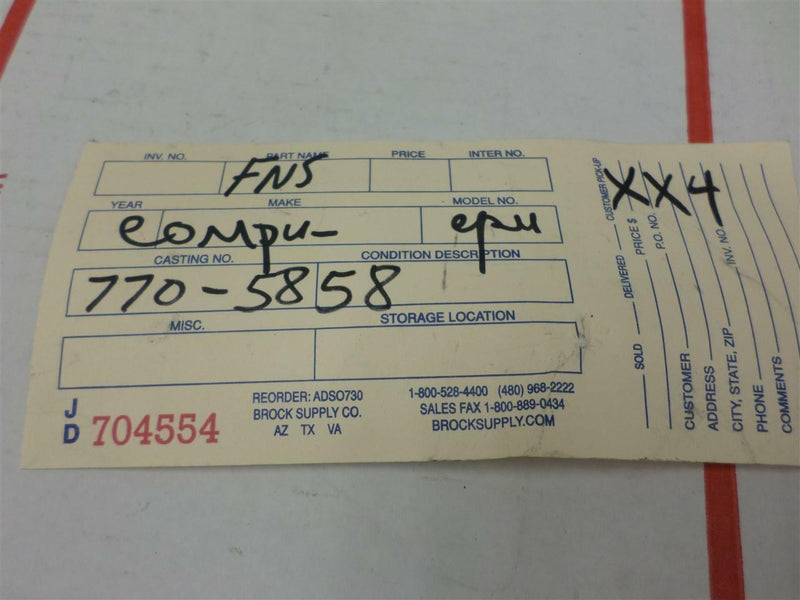 INV. NO. PART NAME PRICE INTER NO.
FNS
YEAR MAKE MODEL NO.
compu- cpu
CASTING NO. CONDITION DESCRIPTION
770-5858
MISC. STORAGE LOCATION
JD 704554
REORDER: ADSO730
BROCK SUPPLY CO.
AZ TX VA
1-800-528-4400 (480) 968-2222
SALES FAX 1-800-889-0434
BROCKSUPPLY.COM
XX4
SOLD DELIVERED CUSTOMER PICK-UP
PRICE $
P.O. NO.
CUSTOMER
ADDRESS INV. NO.
CITY, STATE, ZIP
PHONE
COMMENTS